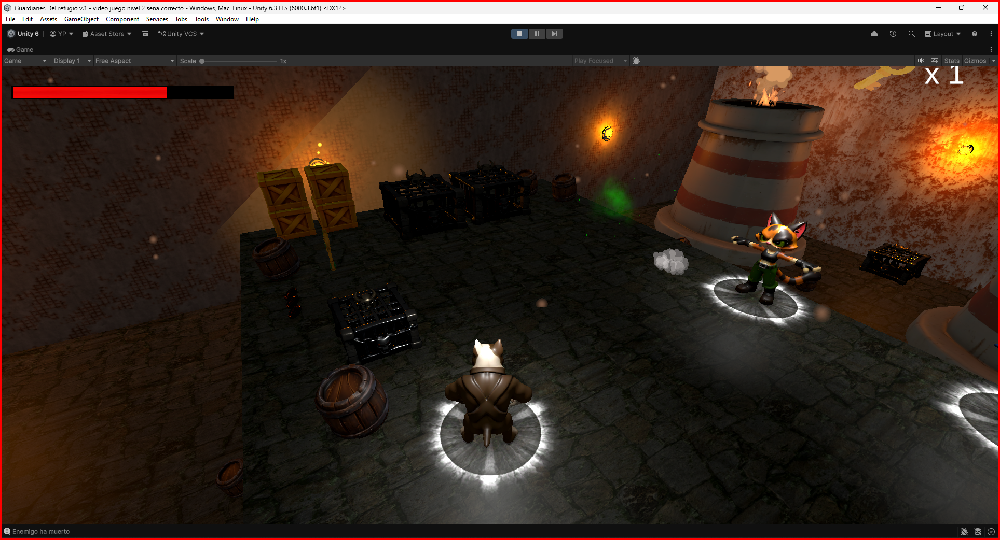 Guardianes Del refugio v.1 - video juego nivel 2 sena correcto - Windows, Mac, Linux - Unity 6.3 LTS (6000.3.6f1) <DX12>
File Edit Assets GameObject Component Services Jobs Tools Window Help
Unity 6 YP Asset Store Unity VCS Layout
Game
Game Display 1 Free Aspect Scale 1x Play Focused Stats Gizmos
x 1
Enemigo ha muerto